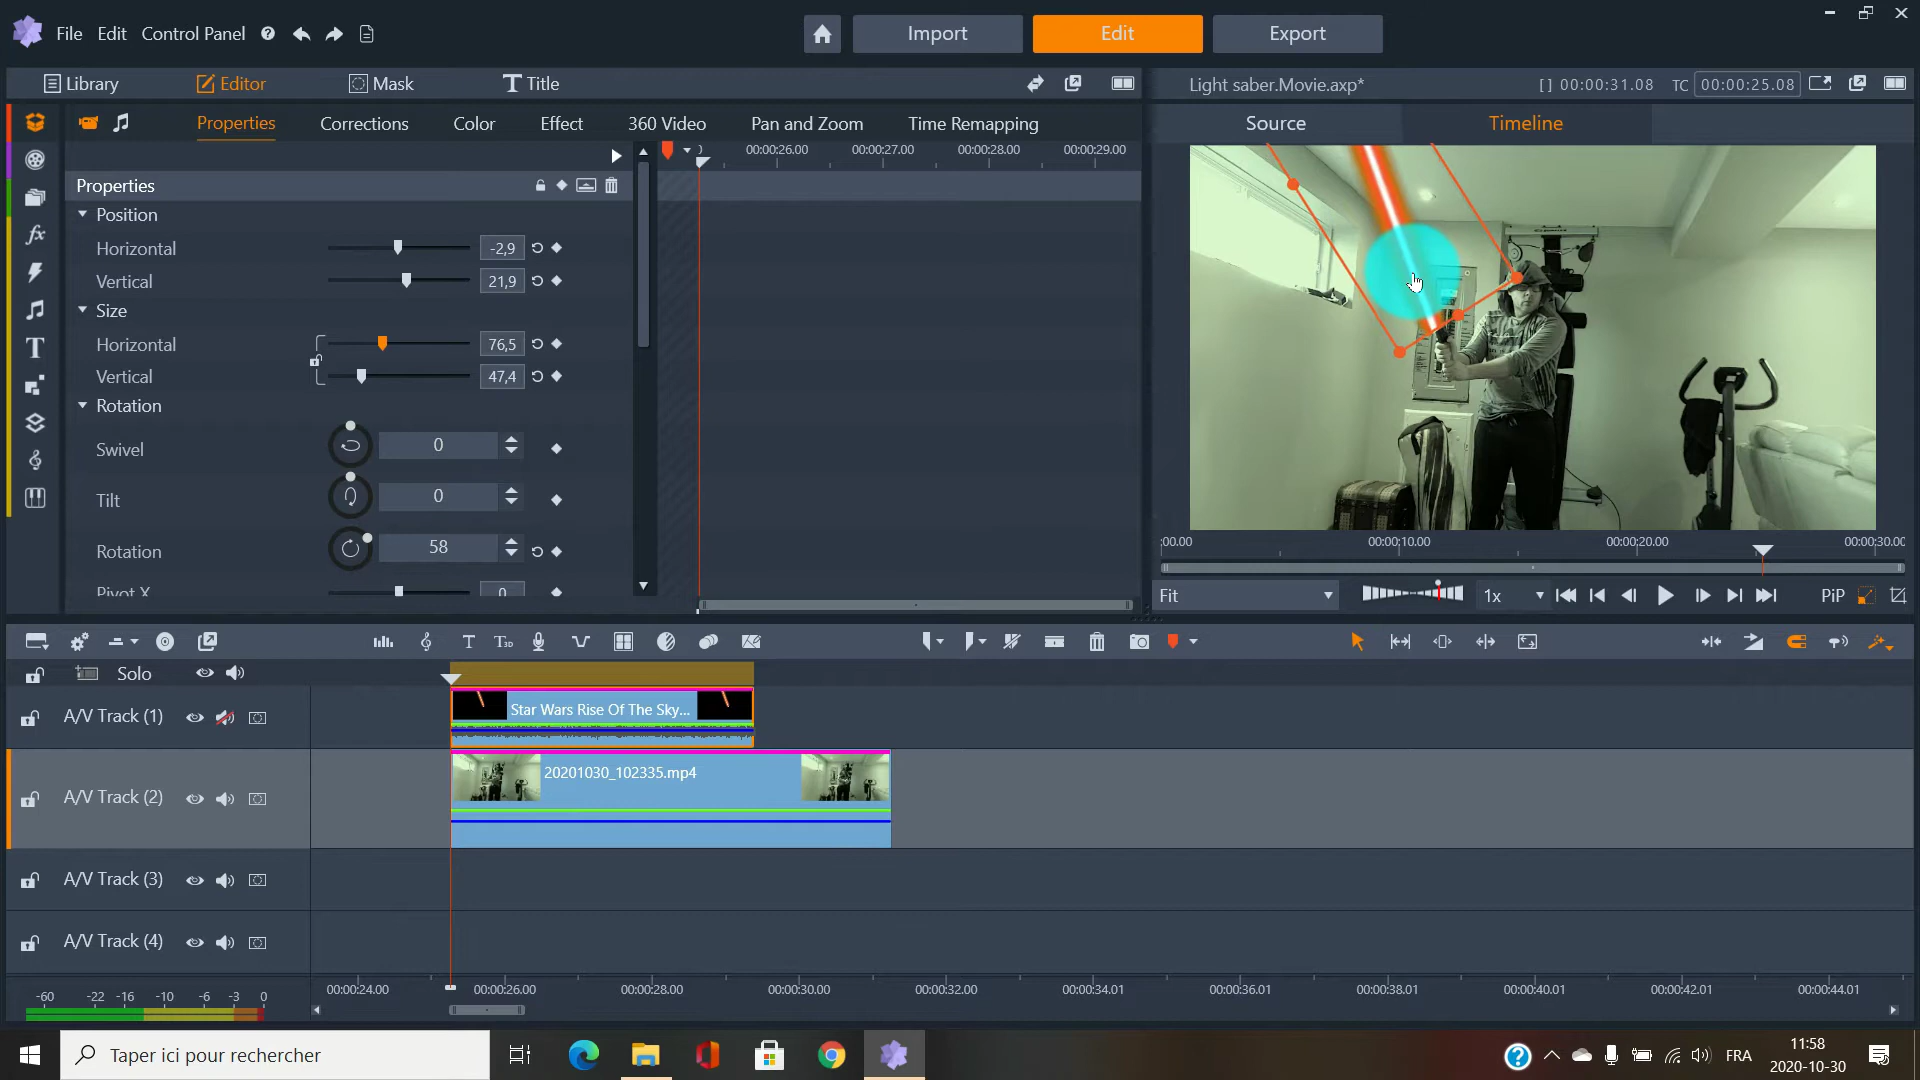 File Edit Control Panel
Import Edit Export
Library Editor Mask Title
Light saber.Movie.axp* [ ] 00:00:31.08 TC 00:00:25.08
Properties Corrections Color Effect 360 Video Pan and Zoom Time Remapping
Source Timeline
00:00:26.00 00:00:27.00 00:00:28.00 00:00:29.00
Properties
Position
Horizontal -2,9
Vertical 21,9
Size
Horizontal 76,5
Vertical 47,4
Rotation
Swivel 0
Tilt 0
Rotation 58
Pivot X 0
:00.00 00:00:10.00 00:00:20.00 00:00:30.00
Fit 1x PiP
Solo
A/V Track (1)
Star Wars Rise Of The Sky...
A/V Track (2)
20201030_102335.mp4
A/V Track (3)
A/V Track (4)
-60 -22 -16 -10 -6 -3 0
00:00:24.00 00:00:26.00 00:00:28.00 00:00:30.00 00:00:32.00 00:00:34.01 00:00:36.01 00:00:38.01 00:00:40.01 00:00:42.01 00:00:44.01
Taper ici pour rechercher
FRA
11:58
2020-10-30